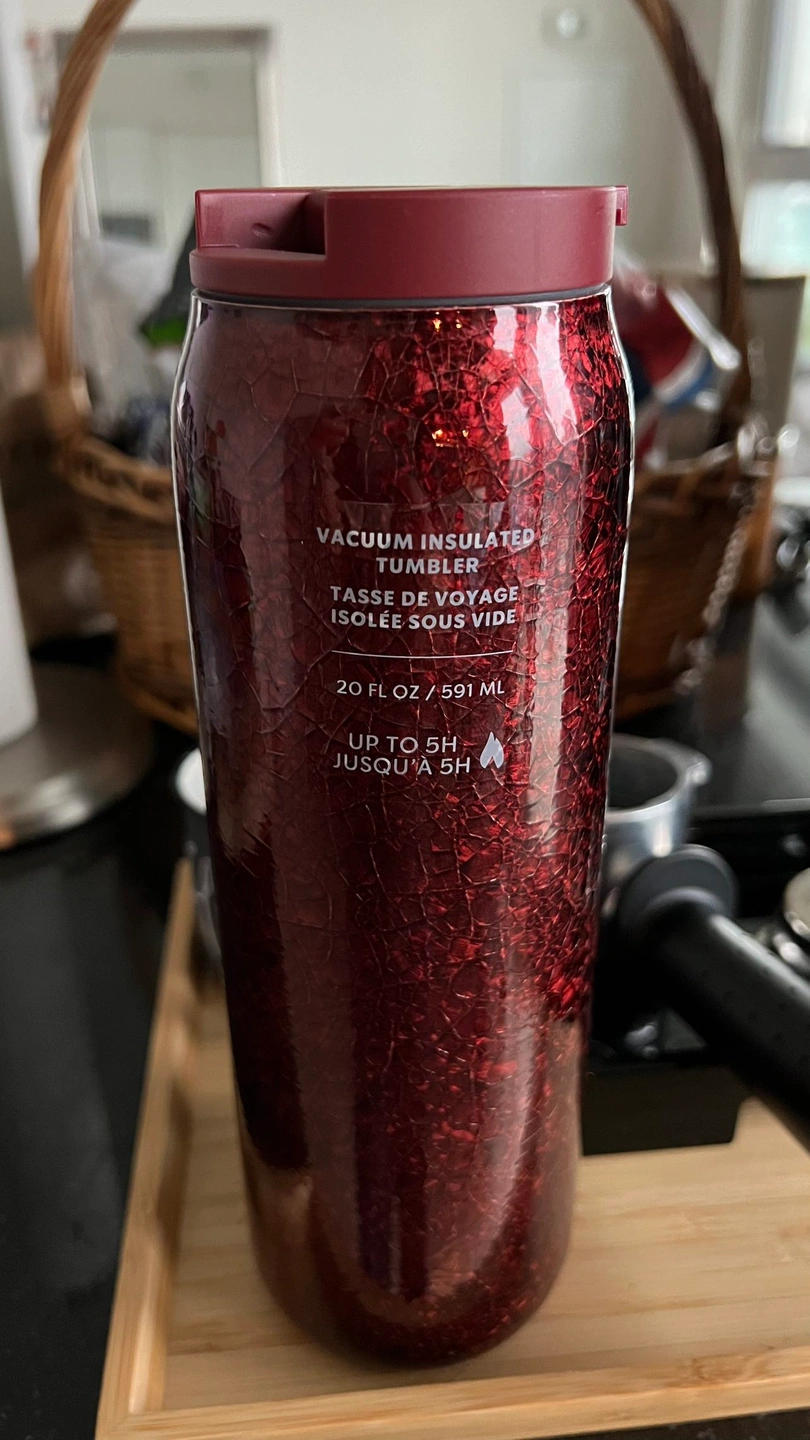 VACUUM INSULATED
TUMBLER
TASSE DE VOYAGE
ISOLÉE SOUS VIDE
20 FL OZ / 591 ML
UP TO 5H
JUSQU'À 5H